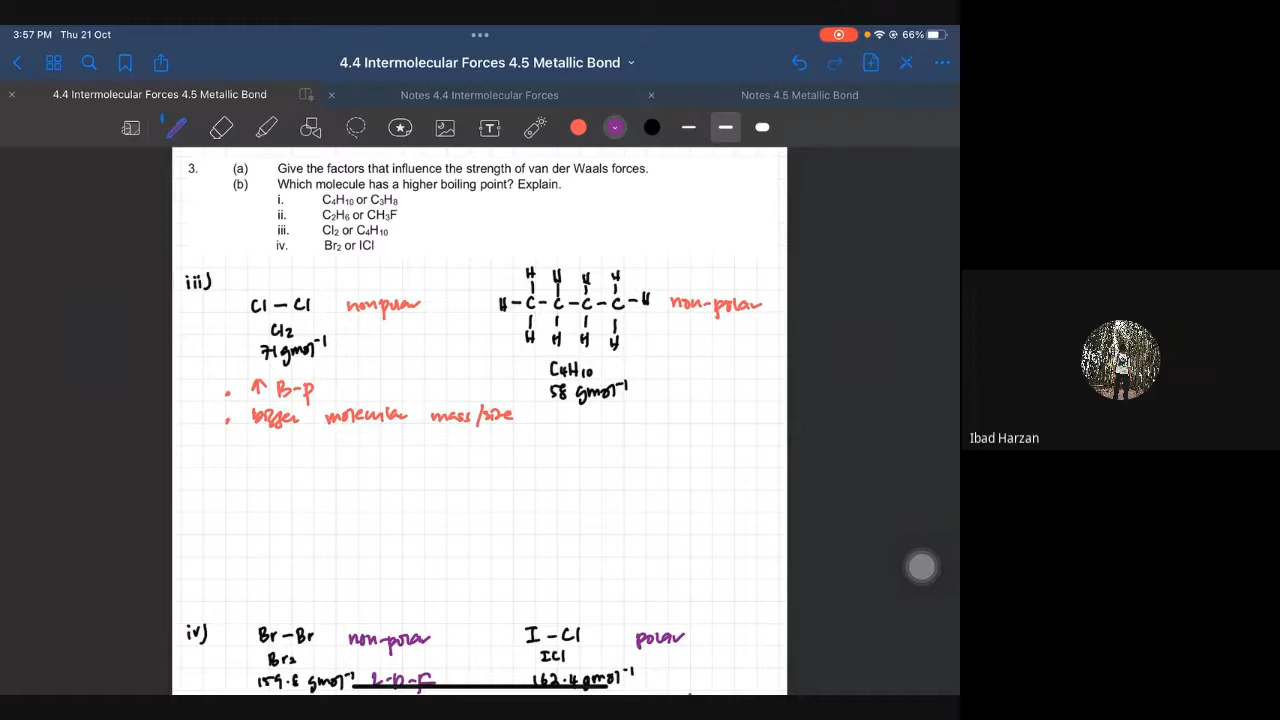 3:57 PM Thu 21 Oct
66%
4.4 Intermolecular Forces 4.5 Metallic Bond
4.4 Intermolecular Forces 4.5 Metallic Bond
Notes 4.4 Intermolecular Forces
Notes 4.5 Metallic Bond
3. (a) Give the factors that influence the strength of van der Waals forces.
(b) Which molecule has a higher boiling point? Explain.
i. C4H10 or C3H8
ii. C2H6 or CH3F
iii. Cl2 or C4H10
iv. Br2 or ICl
iii)
H H H H
Cl – Cl nonpolar H – C – C – C – C – H non-polar
H H H H
Cl2
71 gmol-1
C4H10
58 gmol-1
• ↑ B-p
• bigger molecular mass/size
Ibad Harzan
iv) Br – Br non-polar I – Cl polar
Br2 ICl
159.8 gmol-1 L-D-F 162.4 gmol-1